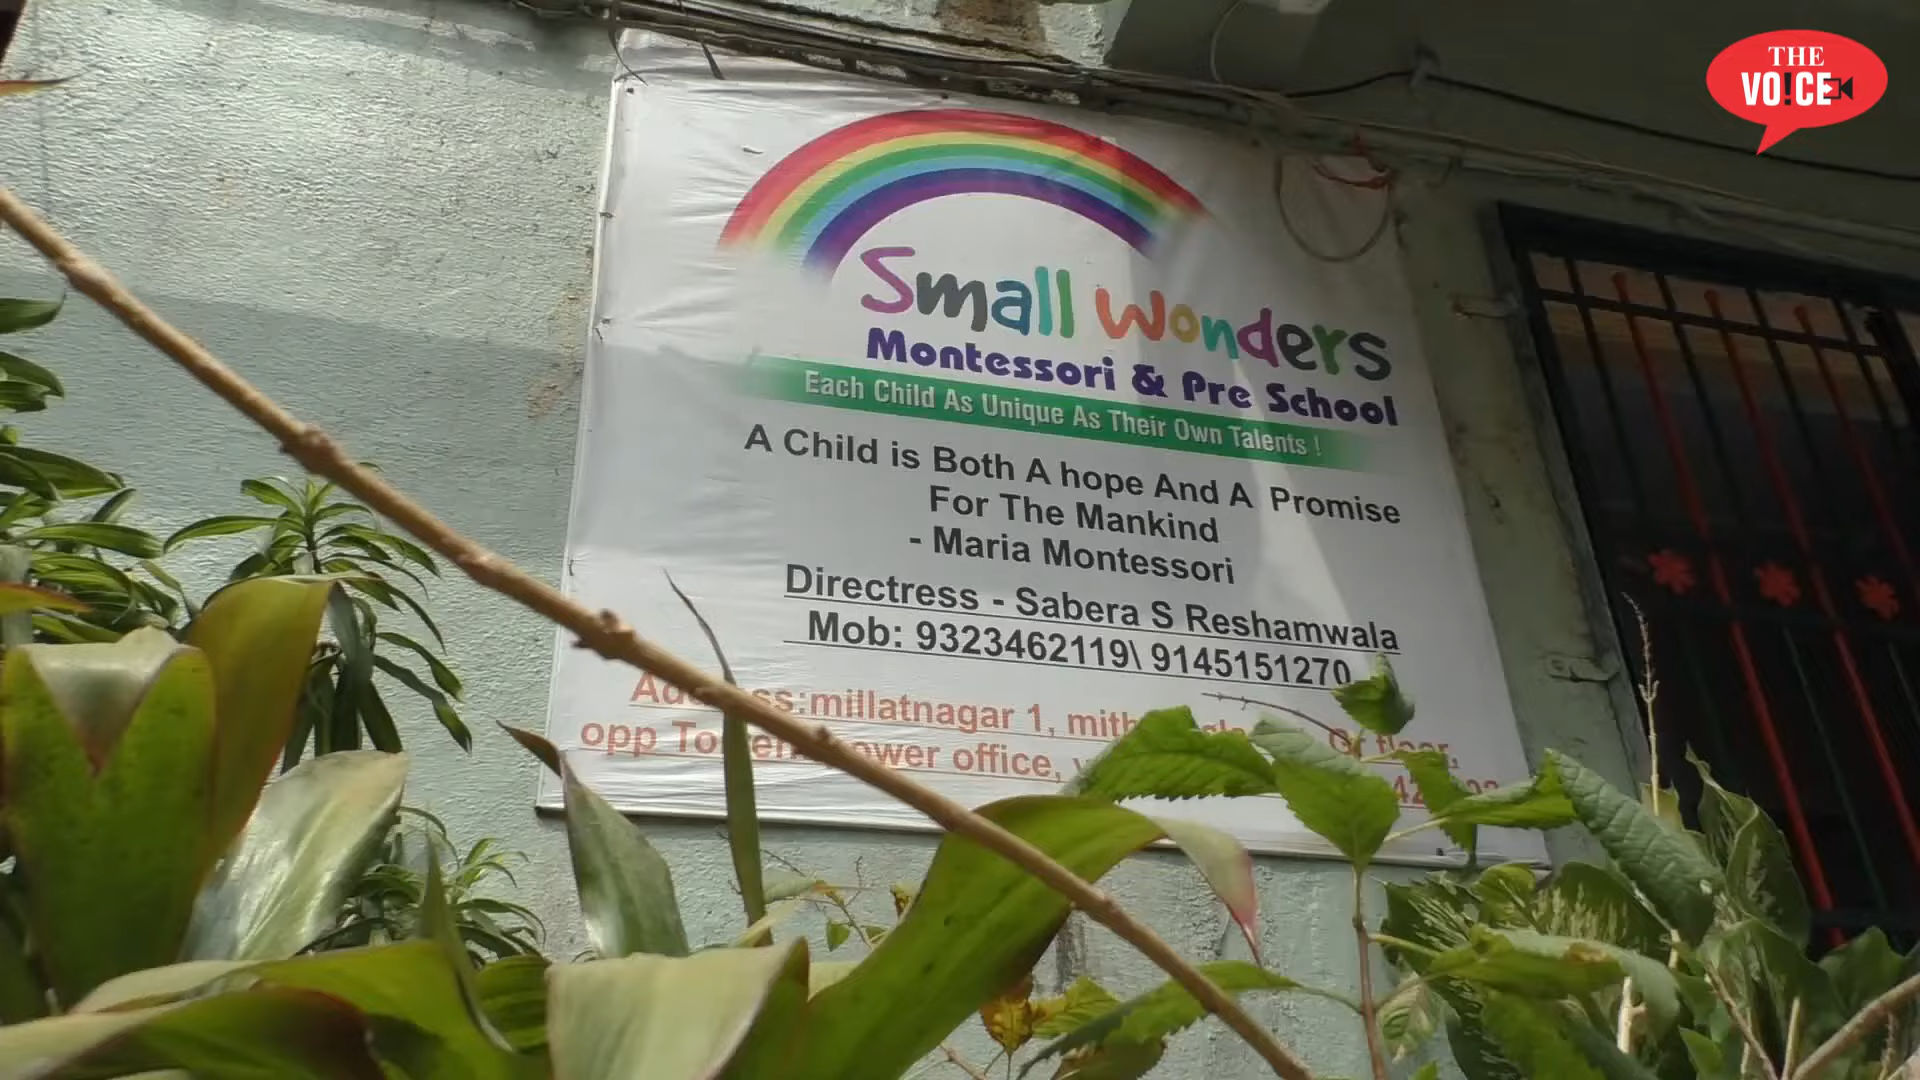 THE
VO!CE
Small Wonders
Montessori & Pre School
Each Child As Unique As Their Own Talents !
A Child is Both A hope And A Promise
For The Mankind
- Maria Montessori
Directress - Sabera S Reshamwala
Mob: 9323462119\ 9145151270
millatnagar 1,
opp office,